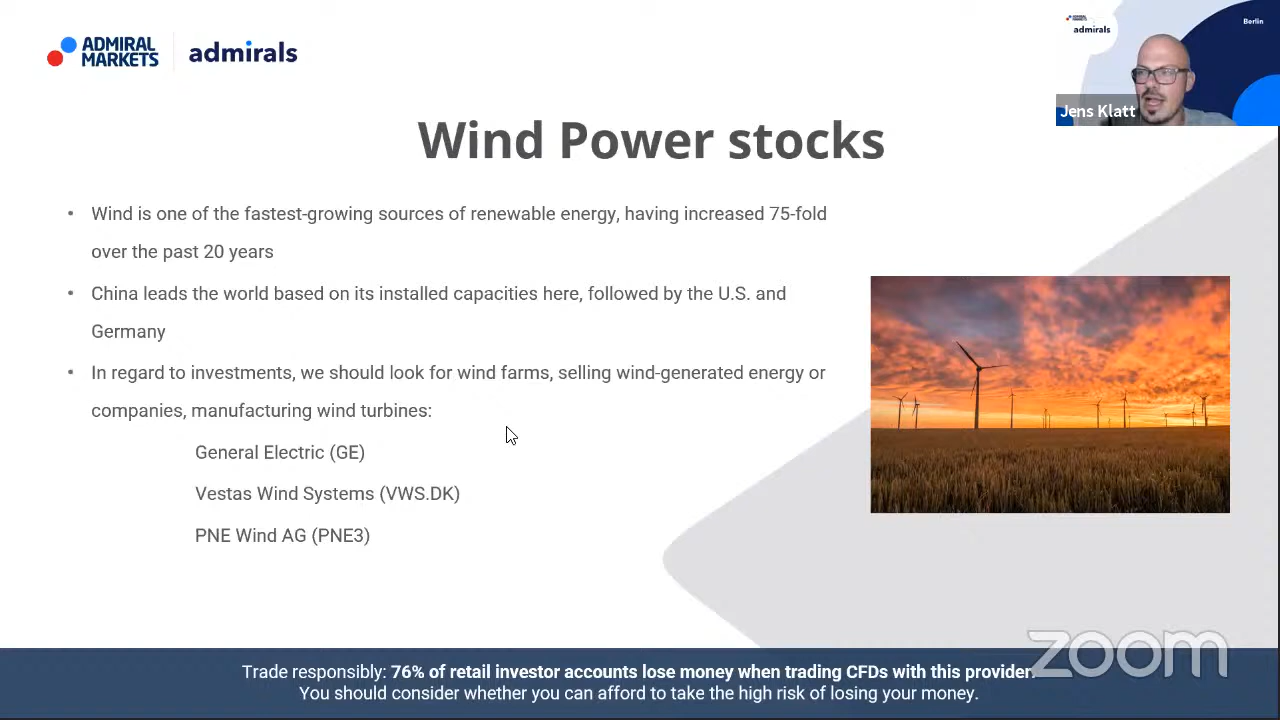 ADMIRAL
MARKETS
admirals
admirals
Berlin
Jens Klatt
Wind Power stocks
• Wind is one of the fastest-growing sources of renewable energy, having increased 75-fold
over the past 20 years
• China leads the world based on its installed capacities here, followed by the U.S. and
Germany
• In regard to investments, we should look for wind farms, selling wind-generated energy or
companies, manufacturing wind turbines:
General Electric (GE)
Vestas Wind Systems (VWS.DK)
PNE Wind AG (PNE3)
zoom
Trade responsibly: 76% of retail investor accounts lose money when trading CFDs with this provider.
You should consider whether you can afford to take the high risk of losing your money.